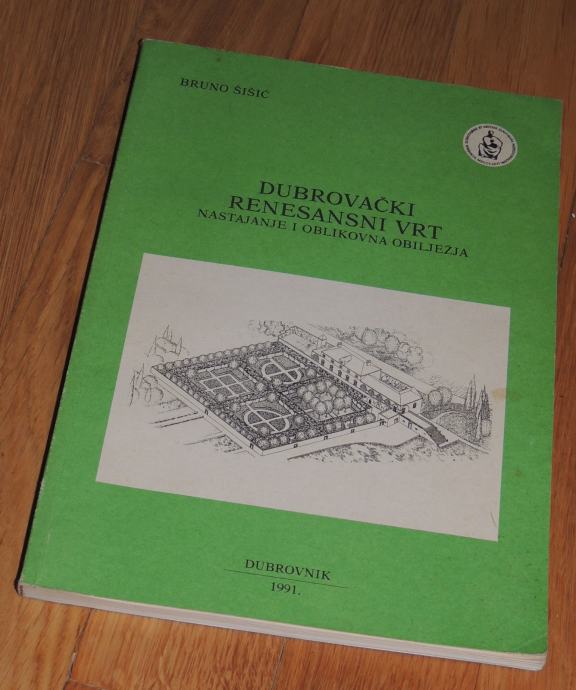 BRUNO ŠIŠIĆ
DUBROVAČKI
RENESANSNI VRT
NASTAJANJE I OBLIKOVNA OBILJEŽJA
DUBROVNIK
1991.